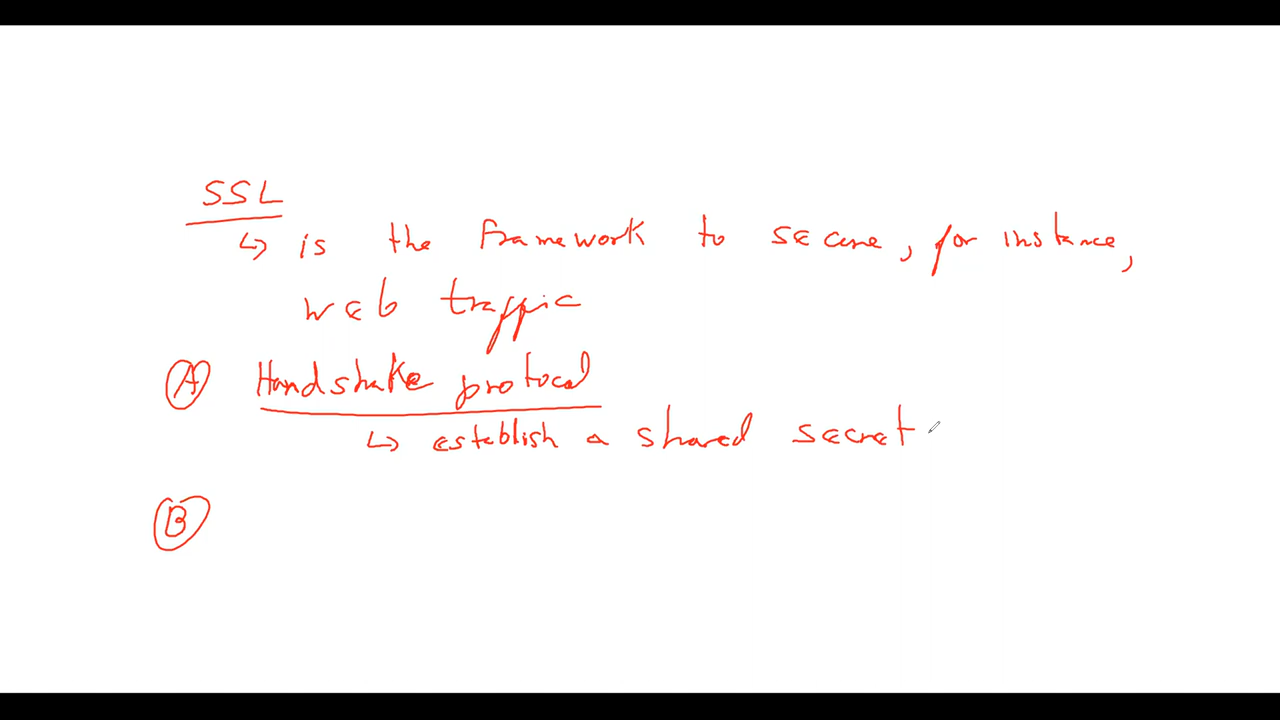 SSL
↳ is the framework to secure, for instance,
web traffic
Ⓐ Handshake protocol
↳ establish a shared secret
Ⓑ